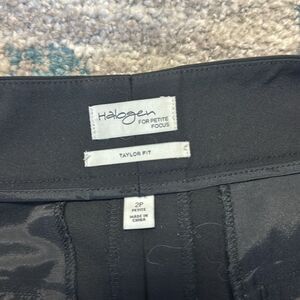 Halogen
FOR PETITE
FOCUS
TAYLOR FIT
2P
PETITE
MADE IN
CHINA